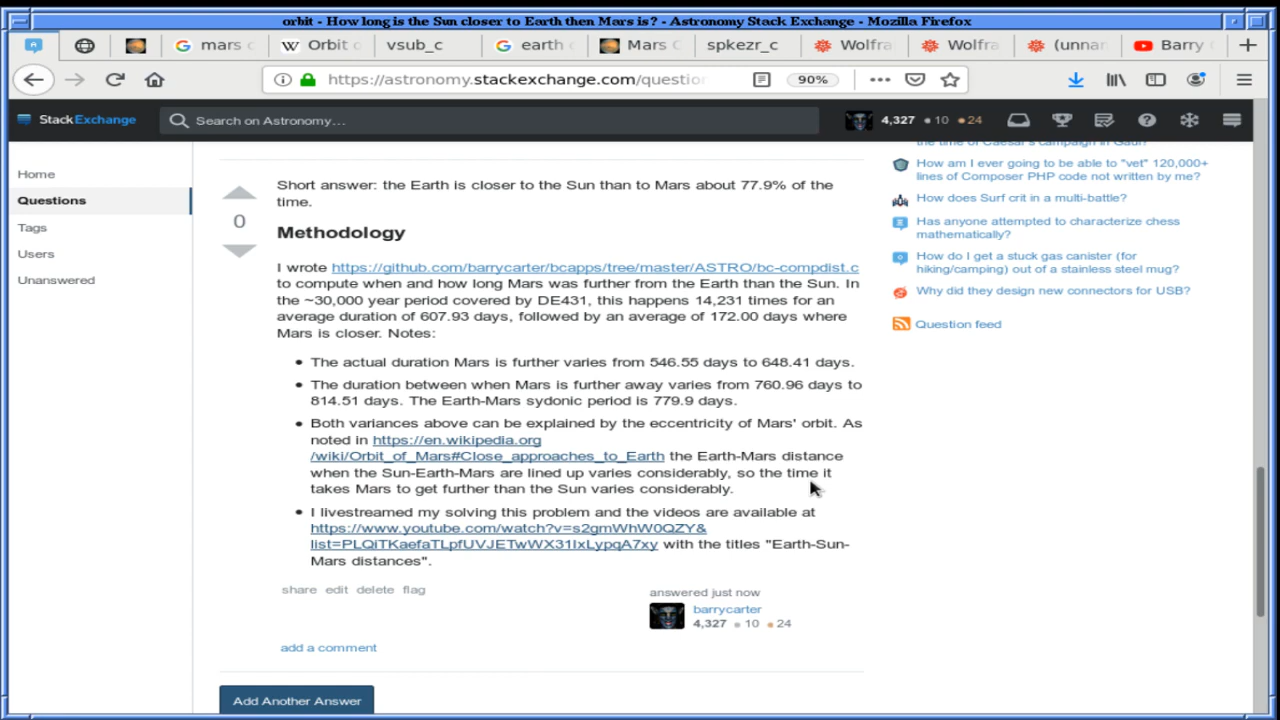 orbit - How long is the Sun closer to Earth then Mars is? - Astronomy Stack Exchange - Mozilla Firefox
mars
Orbit
vsub_c
earth
Mars
spkezr_c
Wolfra
Wolfra
(unnar
Barry
https://astronomy.stackexchange.com/questio
90%
StackExchange
Search on Astronomy…
4,327 10 24
Home
Questions
Tags
Users
Unanswered
0
Short answer: the Earth is closer to the Sun than to Mars about 77.9% of the
time.
Methodology
I wrote https://github.com/barrycarter/bcapps/tree/master/ASTRO/bc-compdist.c
to compute when and how long Mars was further from the Earth than the Sun. In
the ~30,000 year period covered by DE431, this happens 14,231 times for an
average duration of 607.93 days, followed by an average of 172.00 days where
Mars is closer. Notes:
• The actual duration Mars is further varies from 546.55 days to 648.41 days.
• The duration between when Mars is further away varies from 760.96 days to
814.51 days. The Earth-Mars sydonic period is 779.9 days.
• Both variances above can be explained by the eccentricity of Mars' orbit. As
noted in https://en.wikipedia.org
/wiki/Orbit_of_Mars#Close_approaches_to_Earth the Earth-Mars distance
when the Sun-Earth-Mars are lined up varies considerably, so the time it
takes Mars to get further than the Sun varies considerably.
• I livestreamed my solving this problem and the videos are available at
https://www.youtube.com/watch?v=s2gmWhW0QZY&
list=PLQiTKaefaTLpfUVJETwWX31IxLypqA7xy with the titles "Earth-Sun-
Mars distances".
share edit delete flag
answered just now
barrycarter
4,327 10 24
add a comment
Add Another Answer
the time of Caesar's campaign in Gaul?
How am I ever going to be able to "vet" 120,000+
lines of Composer PHP code not written by me?
How does Surf crit in a multi-battle?
Has anyone attempted to characterize chess
mathematically?
How do I get a stuck gas canister (for
hiking/camping) out of a stainless steel mug?
Why did they design new connectors for USB?
Question feed